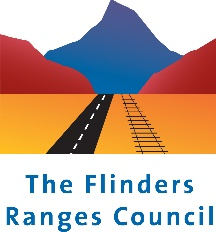 The Flinders
Ranges Council